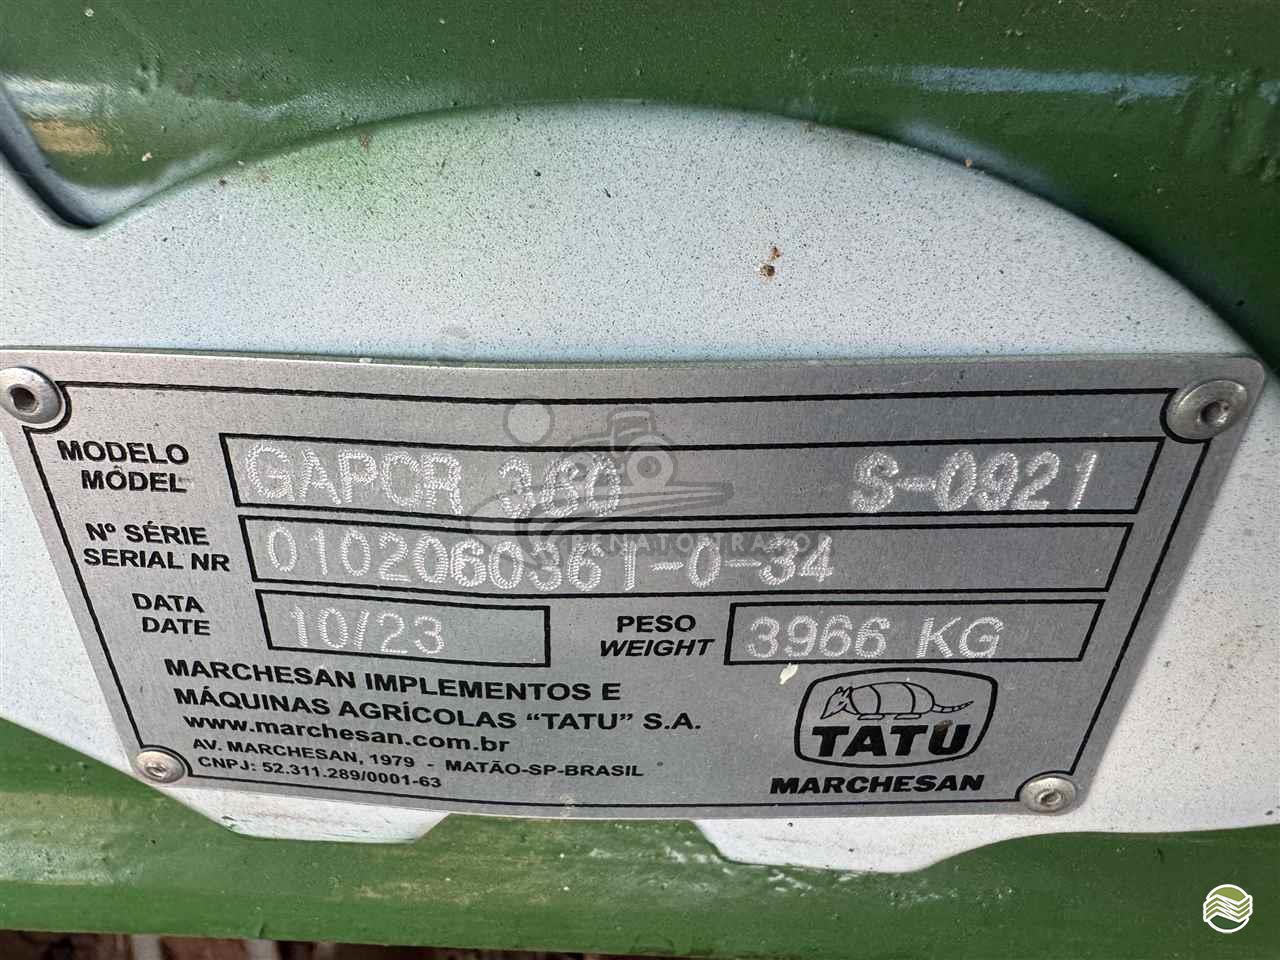 MODELO
MODEL
GAPCR 360 S-0921
Nº SÉRIE
SERIAL NR
0102060361-0-34
DATA
DATE
10/23
PESO
WEIGHT
3966 KG
MARCHESAN IMPLEMENTOS E
MÁQUINAS AGRÍCOLAS “TATU” S.A.
www.marchesan.com.br
AV. MARCHESAN, 1979 - MATÃO-SP-BRASIL
CNPJ: 52.311.289/0001-63
TATU
MARCHESAN
RENATOMTRATOR